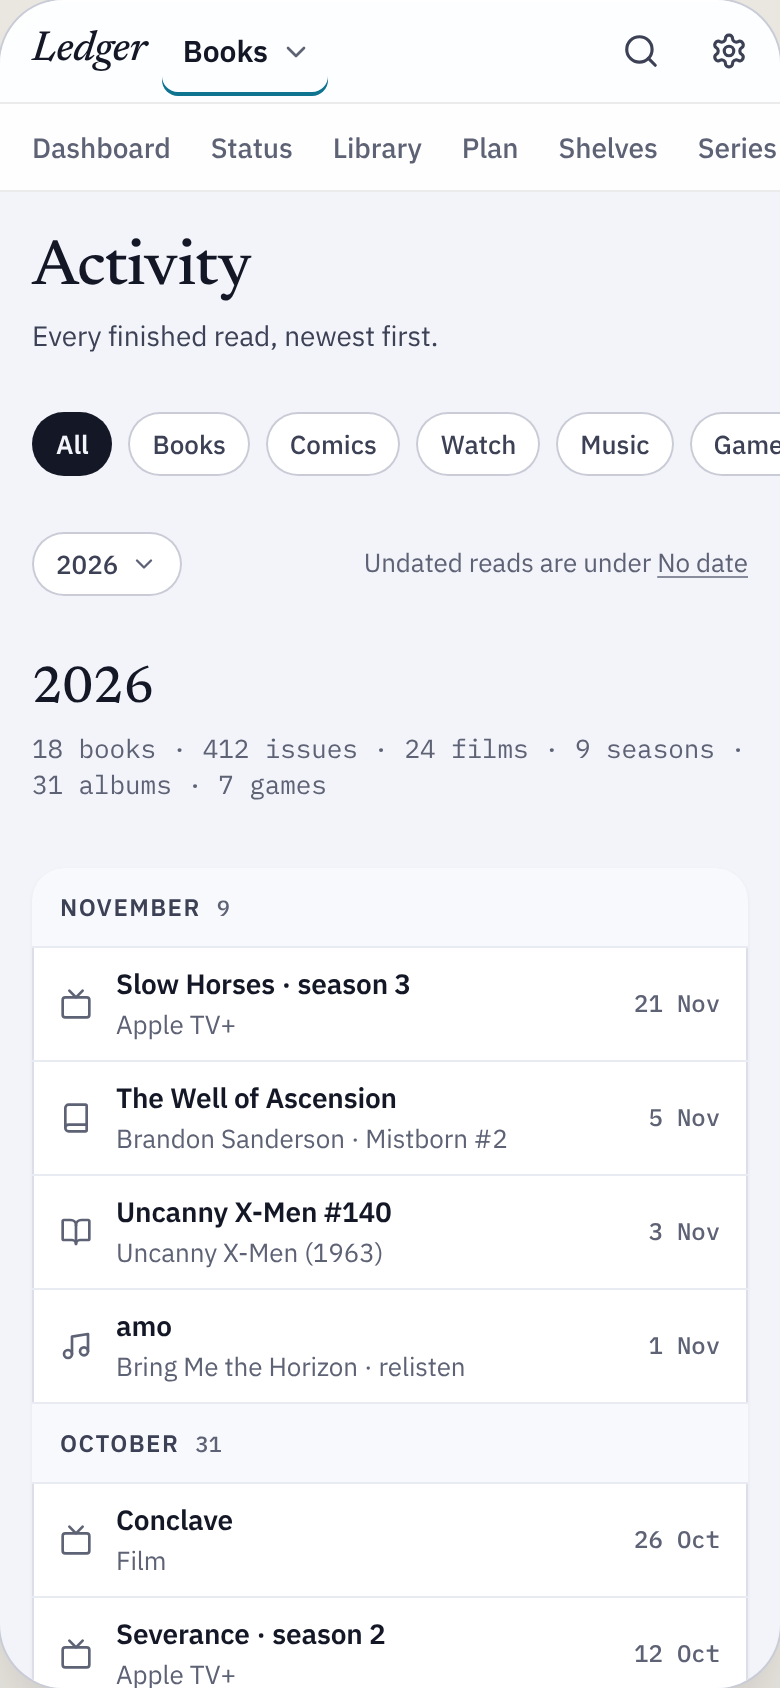 Ledger Books
Dashboard Status Library Plan Shelves Series
Activity
Every finished read, newest first.
All Books Comics Watch Music Game
2026 Undated reads are under No date
2026
18 books · 412 issues · 24 films · 9 seasons ·
31 albums · 7 games
NOVEMBER 9
Slow Horses · season 3
Apple TV+
21 Nov
The Well of Ascension
Brandon Sanderson · Mistborn #2
5 Nov
Uncanny X-Men #140
Uncanny X-Men (1963)
3 Nov
amo
Bring Me the Horizon · relisten
1 Nov
OCTOBER 31
Conclave
Film
26 Oct
Severance · season 2
Apple TV+
12 Oct